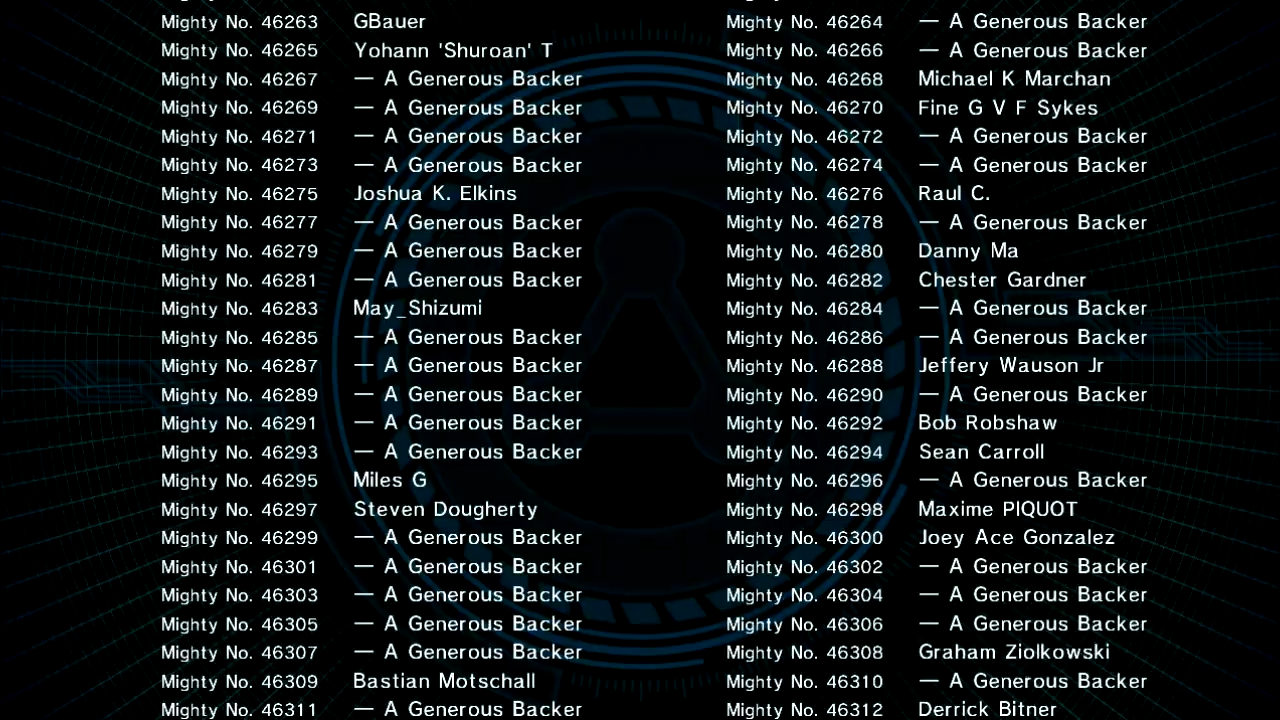 Mighty No. 46263 GBauer Mighty No. 46264 — A Generous Backer
Mighty No. 46265 Yohann 'Shuroan' T Mighty No. 46266 — A Generous Backer
Mighty No. 46267 — A Generous Backer Mighty No. 46268 Michael K Marchan
Mighty No. 46269 — A Generous Backer Mighty No. 46270 Fine G V F Sykes
Mighty No. 46271 — A Generous Backer Mighty No. 46272 — A Generous Backer
Mighty No. 46273 — A Generous Backer Mighty No. 46274 — A Generous Backer
Mighty No. 46275 Joshua K. Elkins Mighty No. 46276 Raul C.
Mighty No. 46277 — A Generous Backer Mighty No. 46278 — A Generous Backer
Mighty No. 46279 — A Generous Backer Mighty No. 46280 Danny Ma
Mighty No. 46281 — A Generous Backer Mighty No. 46282 Chester Gardner
Mighty No. 46283 May_Shizumi Mighty No. 46284 — A Generous Backer
Mighty No. 46285 — A Generous Backer Mighty No. 46286 — A Generous Backer
Mighty No. 46287 — A Generous Backer Mighty No. 46288 Jeffery Wauson Jr
Mighty No. 46289 — A Generous Backer Mighty No. 46290 — A Generous Backer
Mighty No. 46291 — A Generous Backer Mighty No. 46292 Bob Robshaw
Mighty No. 46293 — A Generous Backer Mighty No. 46294 Sean Carroll
Mighty No. 46295 Miles G Mighty No. 46296 — A Generous Backer
Mighty No. 46297 Steven Dougherty Mighty No. 46298 Maxime PIQUOT
Mighty No. 46299 — A Generous Backer Mighty No. 46300 Joey Ace Gonzalez
Mighty No. 46301 — A Generous Backer Mighty No. 46302 — A Generous Backer
Mighty No. 46303 — A Generous Backer Mighty No. 46304 — A Generous Backer
Mighty No. 46305 — A Generous Backer Mighty No. 46306 — A Generous Backer
Mighty No. 46307 — A Generous Backer Mighty No. 46308 Graham Ziolkowski
Mighty No. 46309 Bastian Motschall Mighty No. 46310 — A Generous Backer
Mighty No. 46311 — A Generous Backer Mighty No. 46312 Derrick Bitner